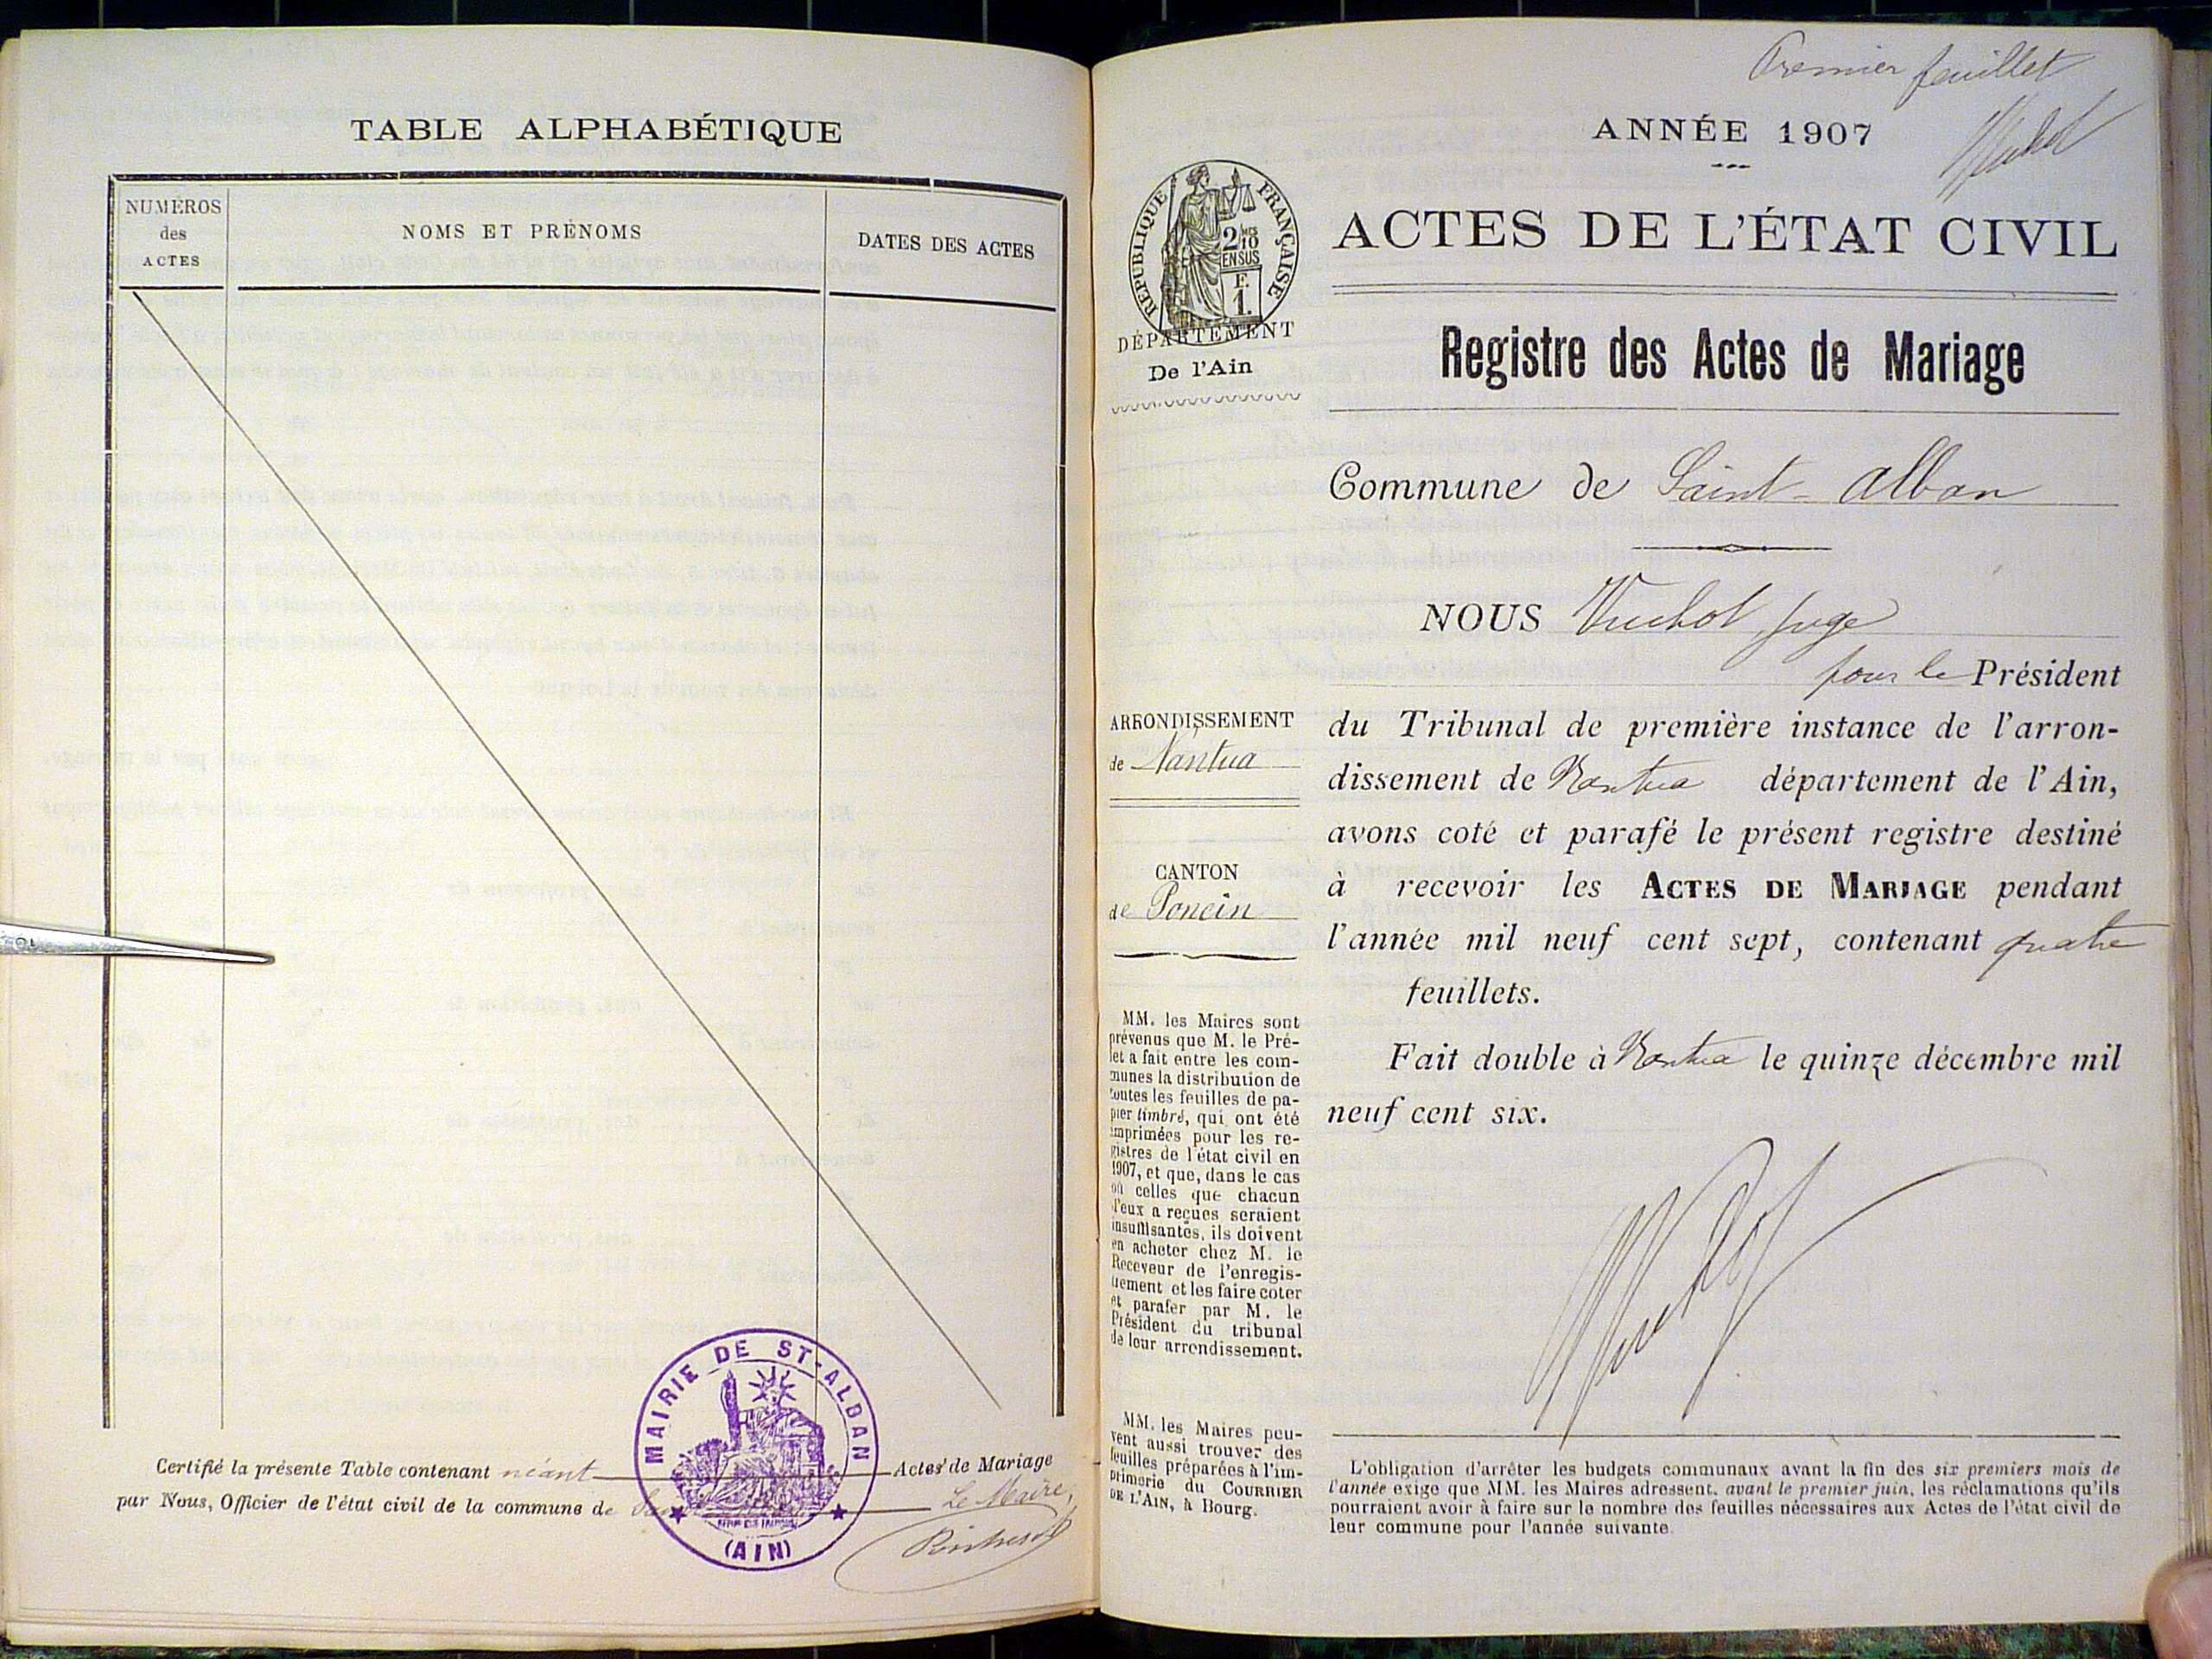 TABLE ALPHABÉTIQUE
NUMÉROS
des
ACTES
NOMS ET PRÉNOMS
DATES DES ACTES
MAIRIE DE ST-ALBAN
(AIN)
Certifié la présente Table contenant néant Actes de Mariage
par Nous, Officier de l'état civil de la commune de
Le Maire,
Premier feuillet
ANNÉE 1907
RÉPUBLIQUE FRANÇAISE
2/10
EN SUS
F.
1.
DÉPARTEMENT
De l'Ain
ACTES DE L'ÉTAT CIVIL
Registre des Actes de Mariage
Commune de Saint-Alban
NOUS Vuchot, juge
pour le Président
du Tribunal de première instance de l'arron-
dissement de Nantua département de l'Ain,
avons coté et parafé le présent registre destiné
à recevoir les ACTES DE MARIAGE pendant
l'année mil neuf cent sept, contenant quatre
feuillets.
Fait double à Nantua le quinze décembre mil
neuf cent six.
ARRONDISSEMENT
de Nantua
CANTON
de Poncin
MM. les Maires sont
prévenus que M. le Pré-
fet a fait entre les com-
munes la distribution de
toutes les feuilles de pa-
pier timbré, qui ont été
imprimées pour les re-
gistres de l'état civil en
1907, et que, dans le cas
où celles que chacun
d'eux a reçues seraient
insuffisantes, ils doivent
en acheter chez M. le
Receveur de l'enregis-
trement et les faire coter
et parafer par M. le
Président du tribunal
de leur arrondissement.
MM. les Maires peu-
vent aussi trouver des
feuilles préparées à l'im-
primerie du COURRIER
DE L'AIN, à Bourg.
L'obligation d'arrêter les budgets communaux avant la fin des six premiers mois de
l'année exige que MM. les Maires adressent, avant le premier juin, les réclamations qu'ils
pourraient avoir à faire sur le nombre des feuilles nécessaires aux Actes de l'état civil de
leur commune pour l'année suivante.